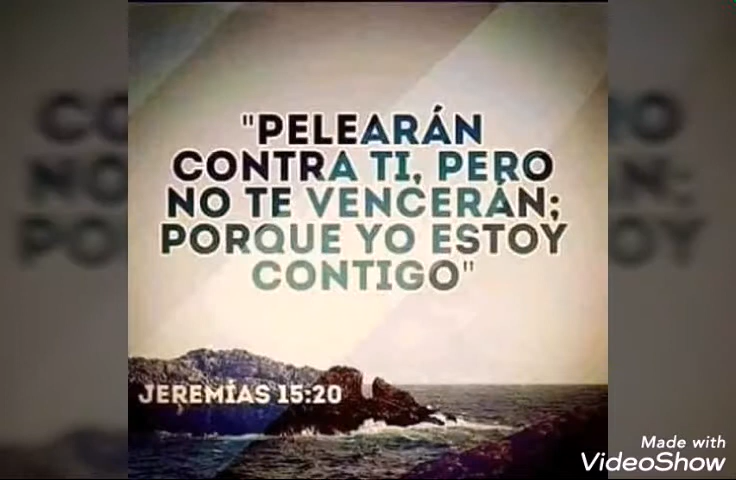 "PELEARÁN
CONTRA TI, PERO
NO TE VENCERÁN;
PORQUE YO ESTOY
CONTIGO"
JEREMÍAS 15:20
Made with
VideoShow